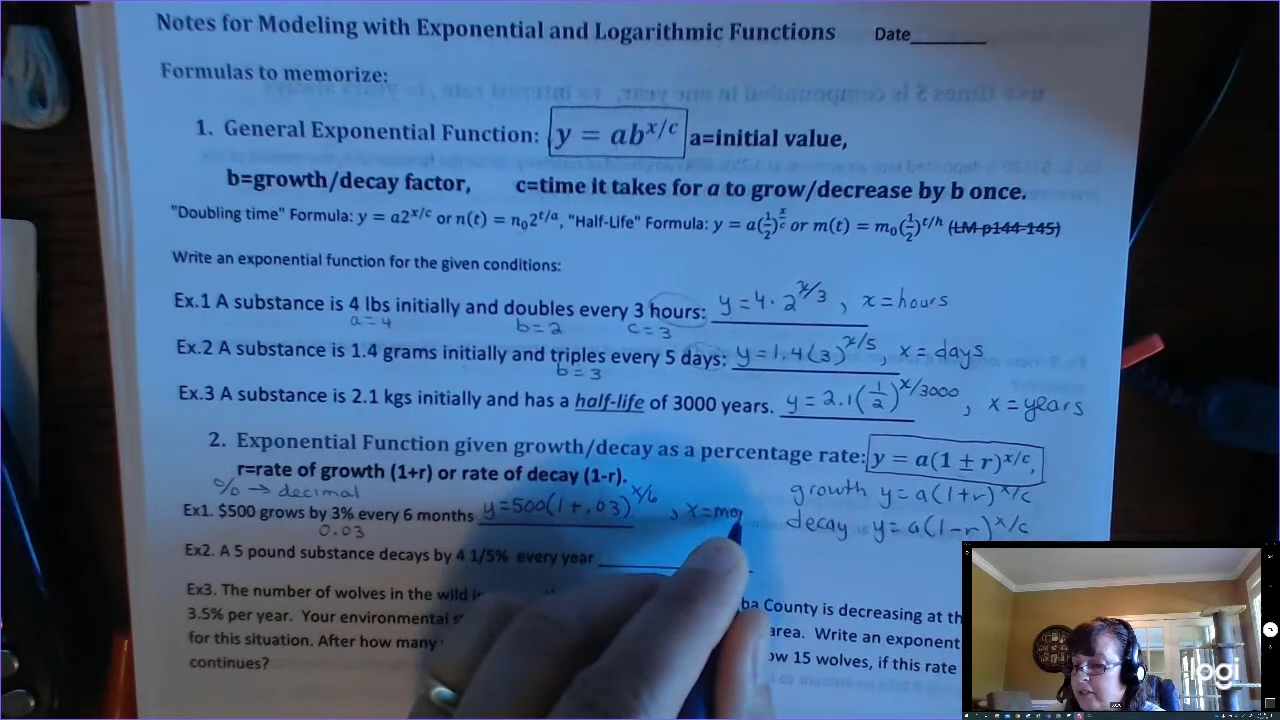 Notes for Modeling with Exponential and Logarithmic Functions Date______
Formulas to memorize:
1. General Exponential Function: y = ab^{x/c} a=initial value,
b=growth/decay factor, c=time it takes for a to grow/decrease by b once.
"Doubling time" Formula: y = a2^{x/c} or n(t) = n₀2^{t/a}, "Half-Life" Formula: y = a(1/2)^{x/c} or m(t) = m₀(1/2)^{t/h} (LM p144-145)
Write an exponential function for the given conditions:
Ex.1 A substance is 4 lbs initially and doubles every 3 hours: y = 4 · 2^{x/3}, x = hours
a=4 b=2 c=3
Ex.2 A substance is 1.4 grams initially and triples every 5 days: y = 1.4(3)^{x/5}, x = days
b=3
Ex.3 A substance is 2.1 kgs initially and has a half-life of 3000 years. y = 2.1(1/2)^{x/3000}, x = years
2. Exponential Function given growth/decay as a percentage rate: y = a(1 ± r)^{x/c},
r=rate of growth (1+r) or rate of decay (1-r).
% → decimal
growth y=a(1+r)^{x/c}
Ex1. $500 grows by 3% every 6 months y=500(1+.03)^{x/6}, x=mo
0.03
decay y=a(1-r)^{x/c}
Ex2. A 5 pound substance decays by 4 1/5% every year ______
Ex3. The number of wolves in the wild County is decreasing at th
3.5% per year. Your environmental area. Write an exponent
for this situation. After how many 15 wolves, if this rate
continues?
logi